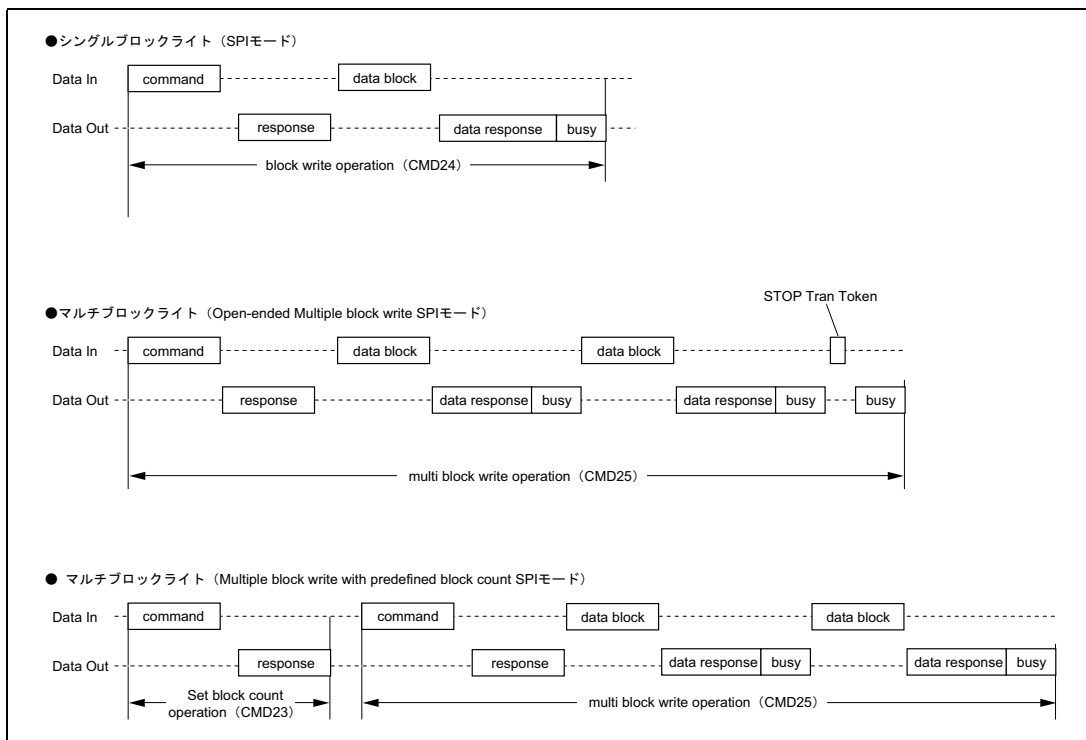 ●シングルブロックライト（SPIモード）
Data In command data block
Data Out response data response busy
block write operation（CMD24）
●マルチブロックライト（Open-ended Multiple block write SPIモード）
STOP Tran Token
Data In command data block data block
Data Out response data response busy data response busy busy
multi block write operation（CMD25）
● マルチブロックライト（Multiple block write with predefined block count SPIモード）
Data In command command data block data block
Data Out response response data response busy data response busy
Set block count
operation（CMD23）
multi block write operation（CMD25）